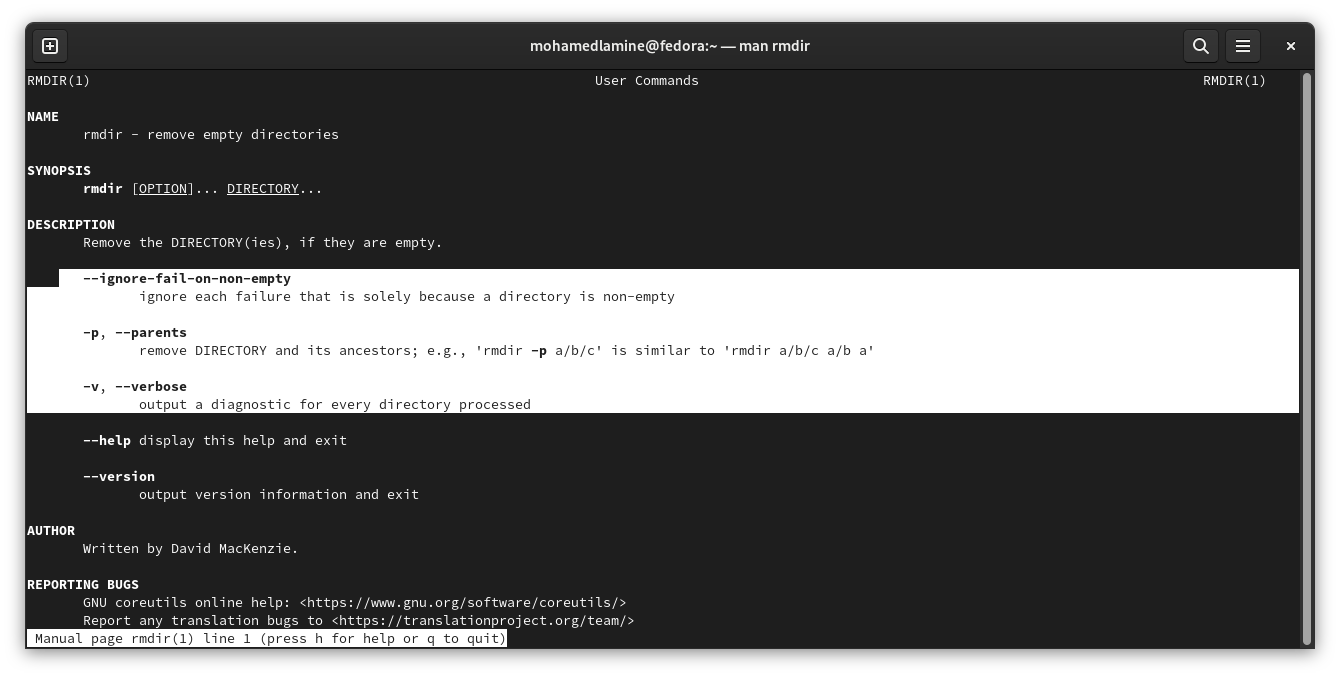 mohamedlamine@fedora:~ — man rmdir
RMDIR(1) User Commands RMDIR(1)
NAME
rmdir - remove empty directories
SYNOPSIS
rmdir [OPTION]... DIRECTORY...
DESCRIPTION
Remove the DIRECTORY(ies), if they are empty.
--ignore-fail-on-non-empty
ignore each failure that is solely because a directory is non-empty
-p, --parents
remove DIRECTORY and its ancestors; e.g., 'rmdir -p a/b/c' is similar to 'rmdir a/b/c a/b a'
-v, --verbose
output a diagnostic for every directory processed
--help display this help and exit
--version
output version information and exit
AUTHOR
Written by David MacKenzie.
REPORTING BUGS
GNU coreutils online help: <https://www.gnu.org/software/coreutils/>
Report any translation bugs to <https://translationproject.org/team/>
Manual page rmdir(1) line 1 (press h for help or q to quit)